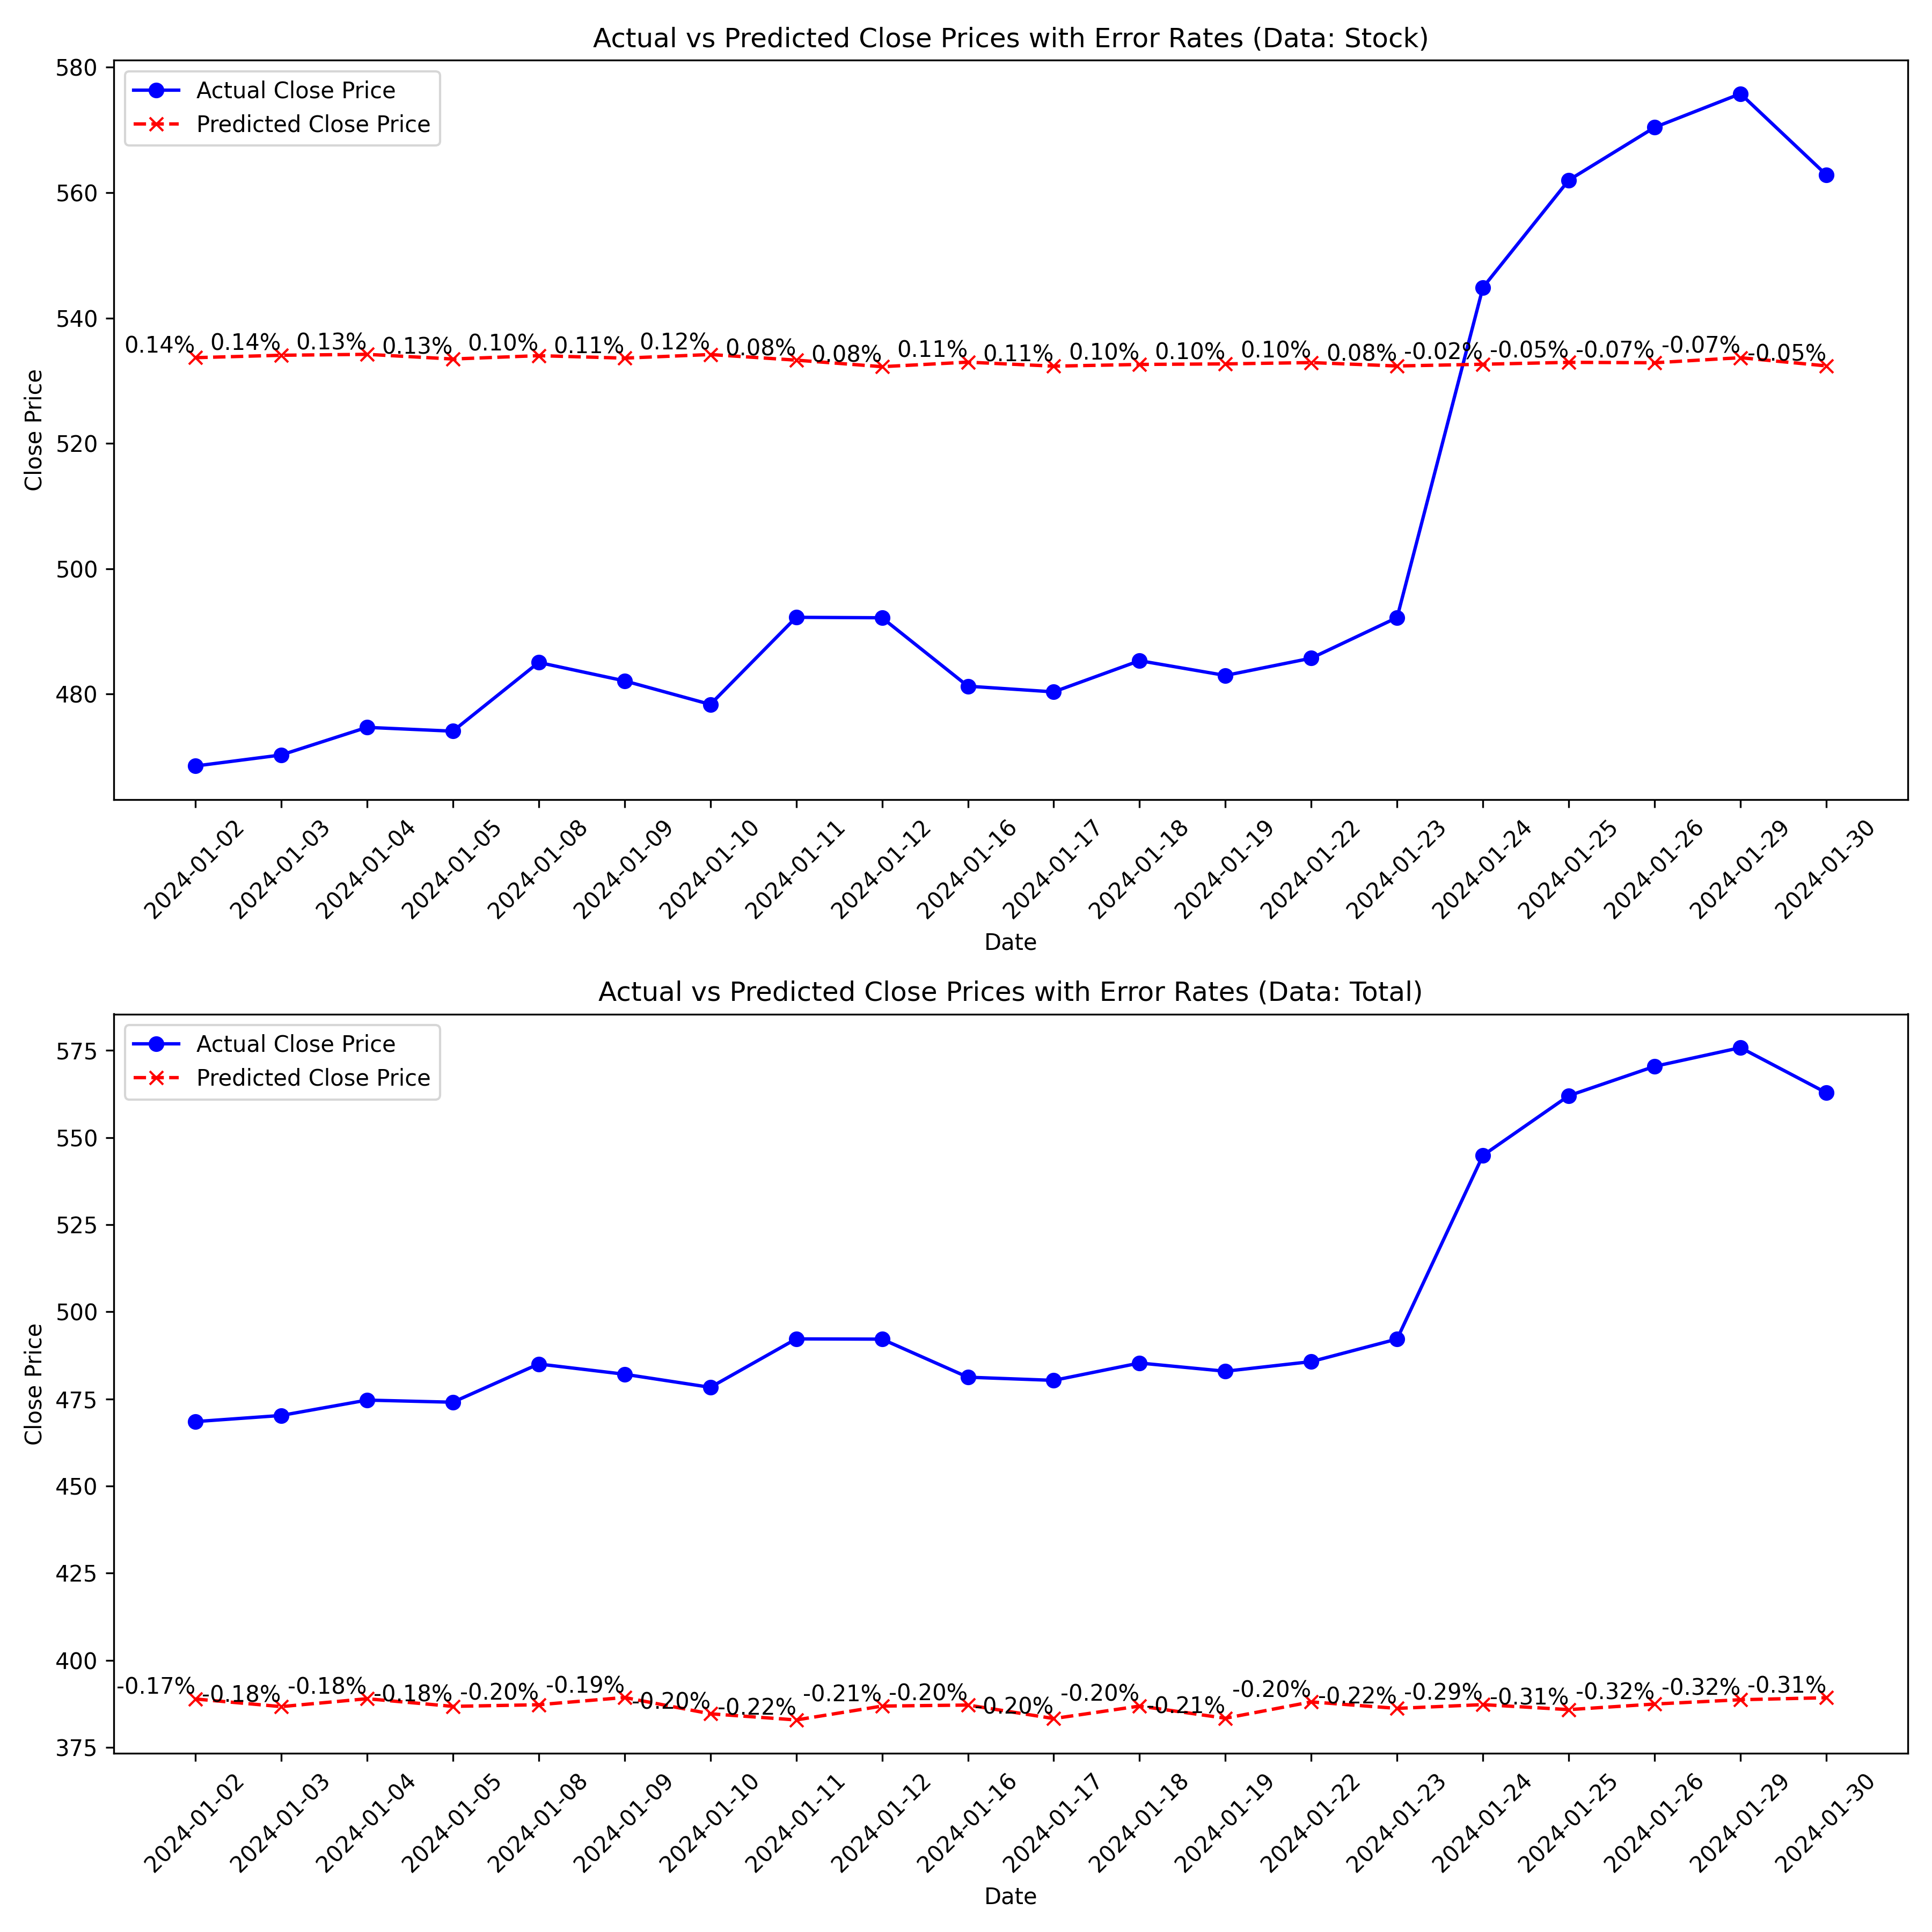 Actual vs Predicted Close Prices with Error Rates (Data: Stock)
Actual Close Price
Predicted Close Price
Close Price
580
560
540
520
500
480
0.14% 0.14% 0.13% 0.13% 0.10% 0.11% 0.12% 0.08% 0.08% 0.11% 0.11% 0.10% 0.10% 0.10% 0.08% -0.02% -0.05% -0.07% -0.07% -0.05%
2024-01-02 2024-01-03 2024-01-04 2024-01-05 2024-01-08 2024-01-09 2024-01-10 2024-01-11 2024-01-12 2024-01-16 2024-01-17 2024-01-18 2024-01-19 2024-01-22 2024-01-23 2024-01-24 2024-01-25 2024-01-26 2024-01-29 2024-01-30
Date
Actual vs Predicted Close Prices with Error Rates (Data: Total)
Actual Close Price
Predicted Close Price
Close Price
575
550
525
500
475
450
425
400
375
-0.17% -0.18% -0.18% -0.18% -0.20% -0.19% -0.20% -0.22% -0.21% -0.20% -0.20% -0.20% -0.21% -0.20% -0.22% -0.29% -0.31% -0.32% -0.32% -0.31%
2024-01-02 2024-01-03 2024-01-04 2024-01-05 2024-01-08 2024-01-09 2024-01-10 2024-01-11 2024-01-12 2024-01-16 2024-01-17 2024-01-18 2024-01-19 2024-01-22 2024-01-23 2024-01-24 2024-01-25 2024-01-26 2024-01-29 2024-01-30
Date